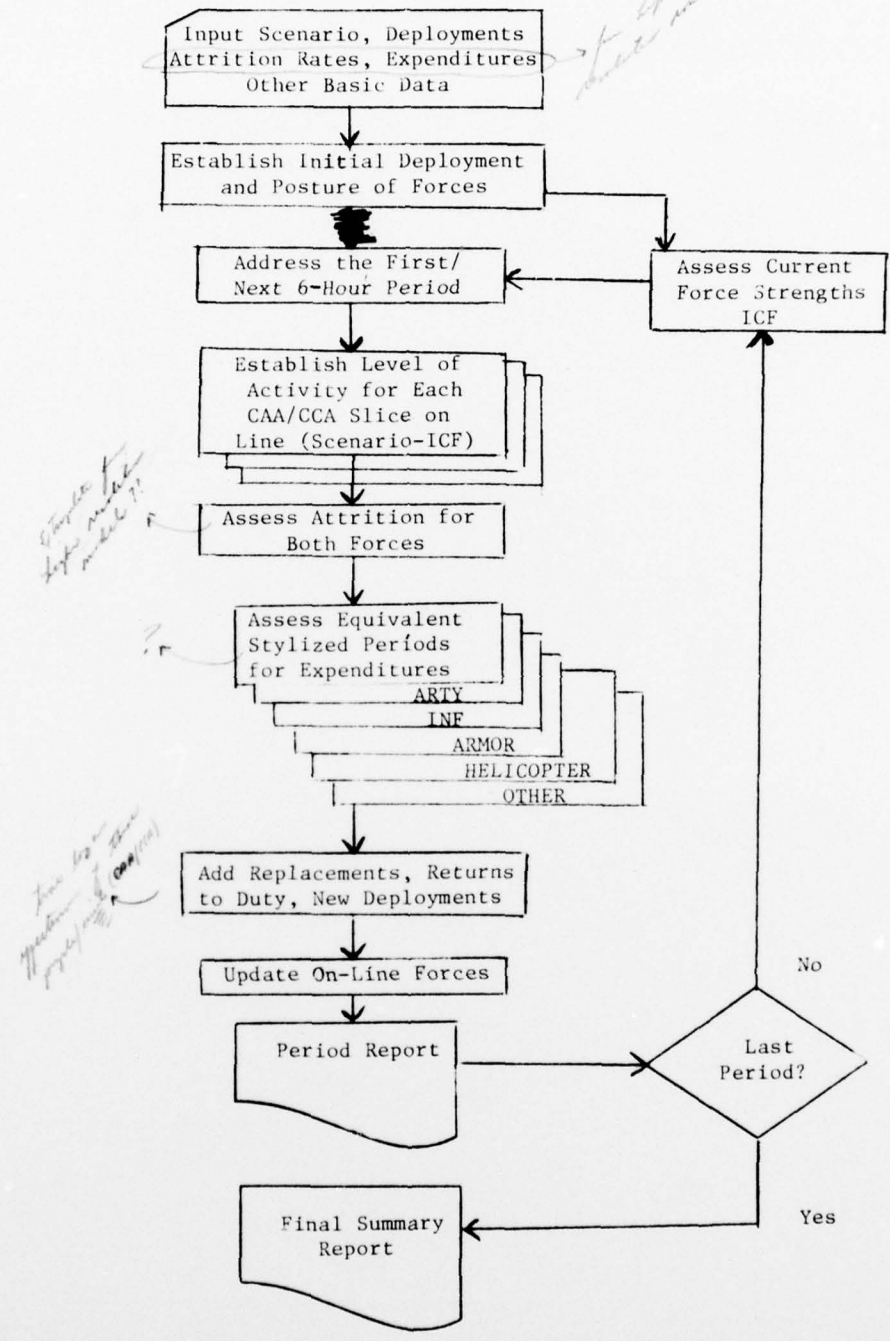 Input Scenario, Deployments
Attrition Rates, Expenditures
Other Basic Data
Establish Initial Deployment
and Posture of Forces
Address the First/
Next 6-Hour Period
Assess Current
Force Strengths
ICF
Establish Level of
Activity for Each
CAA/CCA Slice on
Line (Scenario-ICF)
Assess Attrition for
Both Forces
Assess Equivalent
Stylized Periods
for Expenditures
?
ARTY
INF
ARMOR
HELICOPTER
OTHER
Add Replacements, Returns
to Duty, New Deployments
Update On-Line Forces
Period Report
Last
Period?
No
Yes
Final Summary
Report